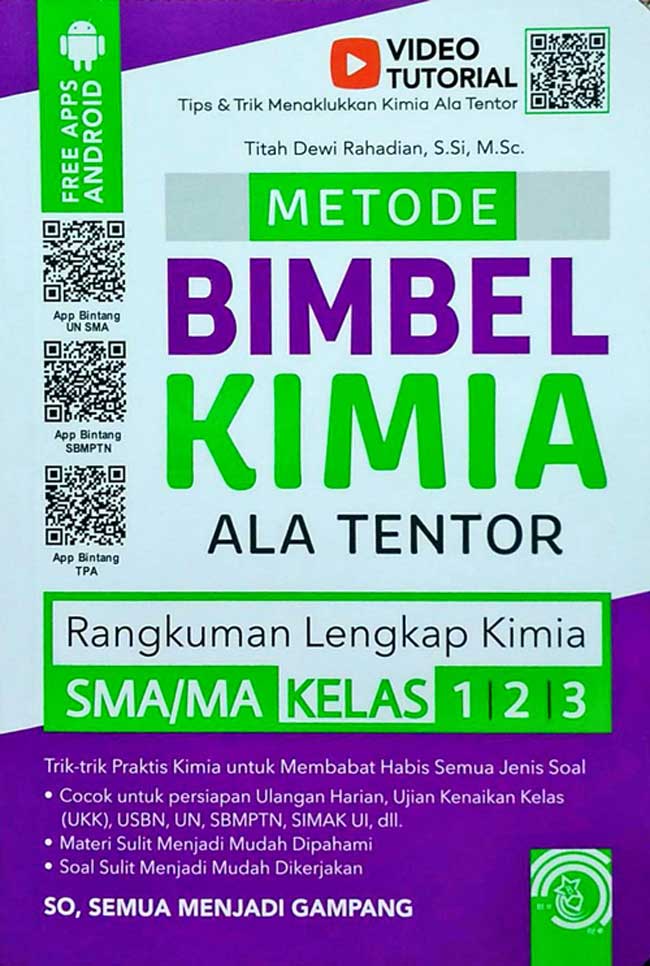 FREE APPS
ANDROID
VIDEO
TUTORIAL
Tips & Trik Menaklukkan Kimia Ala Tentor
Titah Dewi Rahadian, S.Si, M.Sc.
METODE
BIMBEL
KIMIA
ALA TENTOR
App Bintang
UN SMA
App Bintang
SBMPTN
App Bintang
TPA
Rangkuman Lengkap Kimia
SMA/MA KELAS 1|2|3
Trik-trik Praktis Kimia untuk Membabat Habis Semua Jenis Soal
• Cocok untuk persiapan Ulangan Harian, Ujian Kenaikan Kelas
(UKK), USBN, UN, SBMPTN, SIMAK UI, dll.
• Materi Sulit Menjadi Mudah Dipahami
• Soal Sulit Menjadi Mudah Dikerjakan
SO, SEMUA MENJADI GAMPANG